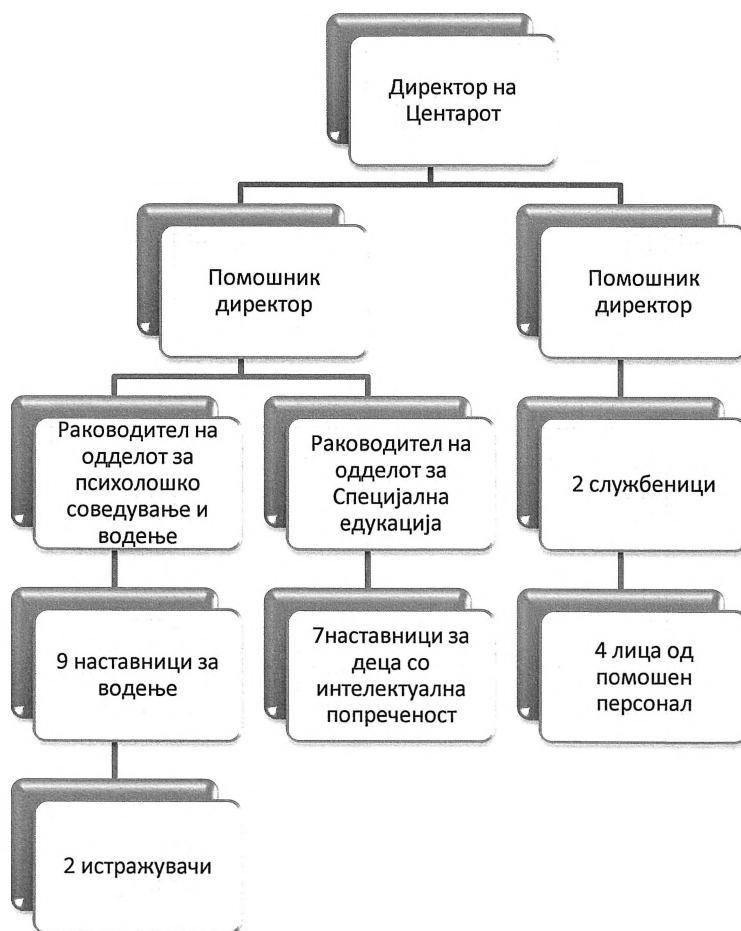 Директор на
Центарот
Помошник
директор
Помошник
директор
Раководител на
одделот за
психолошко
соведување и
водење
Раководител на
одделот за
Специјална
едукација
2 службеници
9 наставници за
водење
7наставници за
деца со
интелектуална
попреченост
4 лица од
помошен
персонал
2 истражувачи